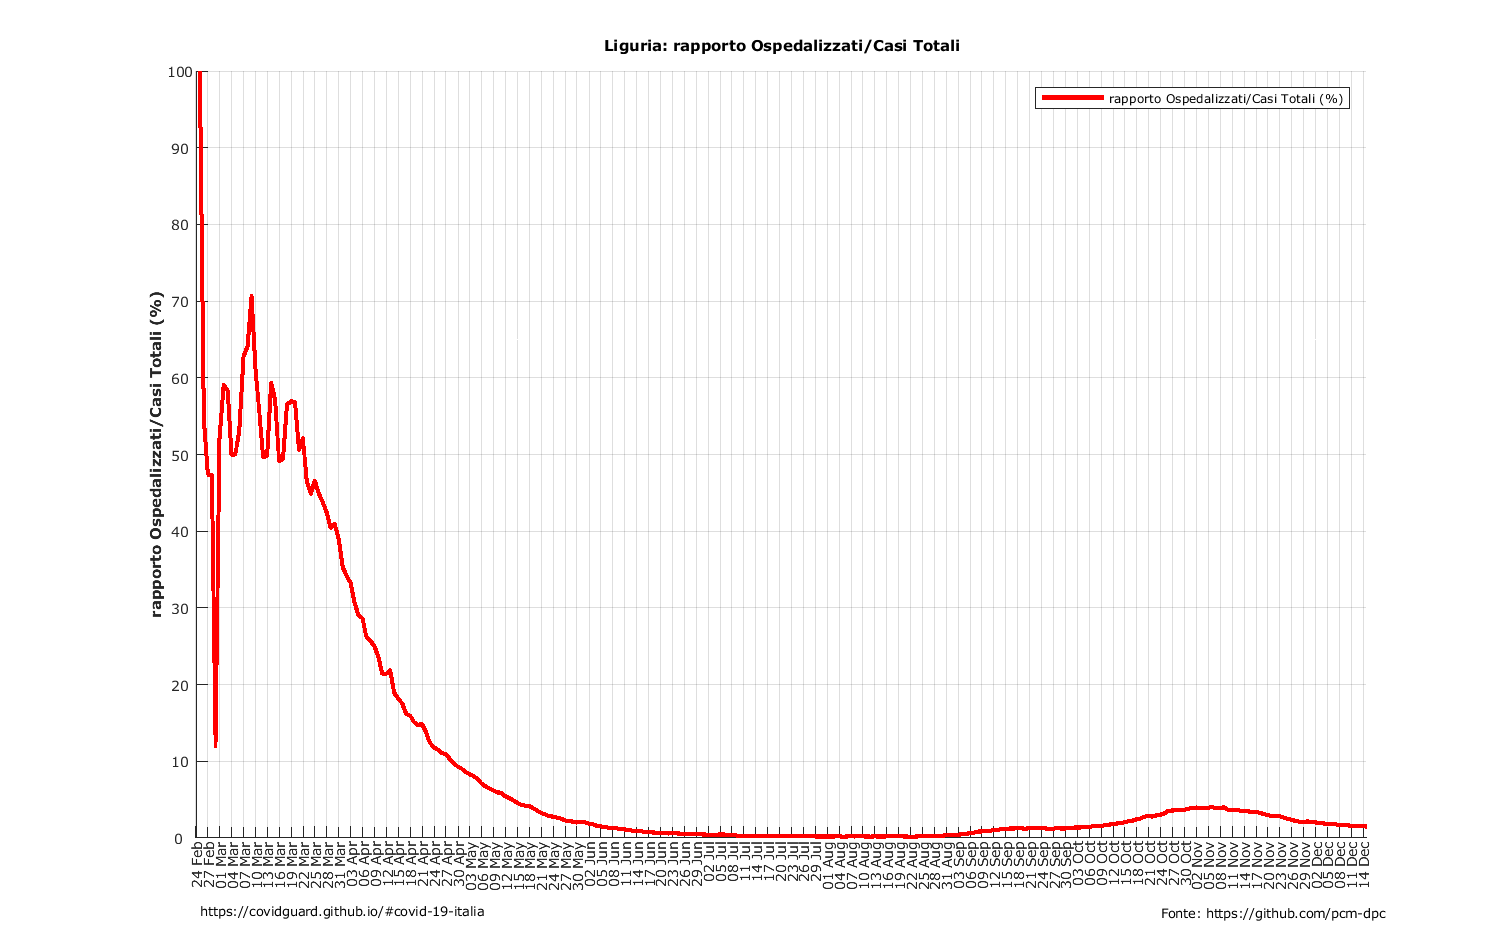 Liguria: rapporto Ospedalizzati/Casi Totali
rapporto Ospedalizzati/Casi Totali (%)
rapporto Ospedalizzati/Casi Totali (%)
100
90
80
70
60
50
40
30
20
10
0
24 Feb
27 Feb
01 Mar
04 Mar
07 Mar
10 Mar
13 Mar
16 Mar
19 Mar
22 Mar
25 Mar
28 Mar
31 Mar
03 Apr
06 Apr
09 Apr
12 Apr
15 Apr
18 Apr
21 Apr
24 Apr
27 Apr
30 Apr
03 May
06 May
09 May
12 May
15 May
18 May
21 May
24 May
27 May
30 May
02 Jun
05 Jun
08 Jun
11 Jun
14 Jun
17 Jun
20 Jun
23 Jun
26 Jun
29 Jun
02 Jul
05 Jul
08 Jul
11 Jul
14 Jul
17 Jul
20 Jul
23 Jul
26 Jul
29 Jul
01 Aug
04 Aug
07 Aug
10 Aug
13 Aug
16 Aug
19 Aug
22 Aug
25 Aug
28 Aug
31 Aug
03 Sep
06 Sep
09 Sep
12 Sep
15 Sep
18 Sep
21 Sep
24 Sep
27 Sep
30 Sep
03 Oct
06 Oct
09 Oct
12 Oct
15 Oct
18 Oct
21 Oct
24 Oct
27 Oct
30 Oct
02 Nov
05 Nov
08 Nov
11 Nov
14 Nov
17 Nov
20 Nov
23 Nov
26 Nov
29 Nov
02 Dec
05 Dec
08 Dec
11 Dec
14 Dec
https://covidguard.github.io/#covid-19-italia
Fonte: https://github.com/pcm-dpc